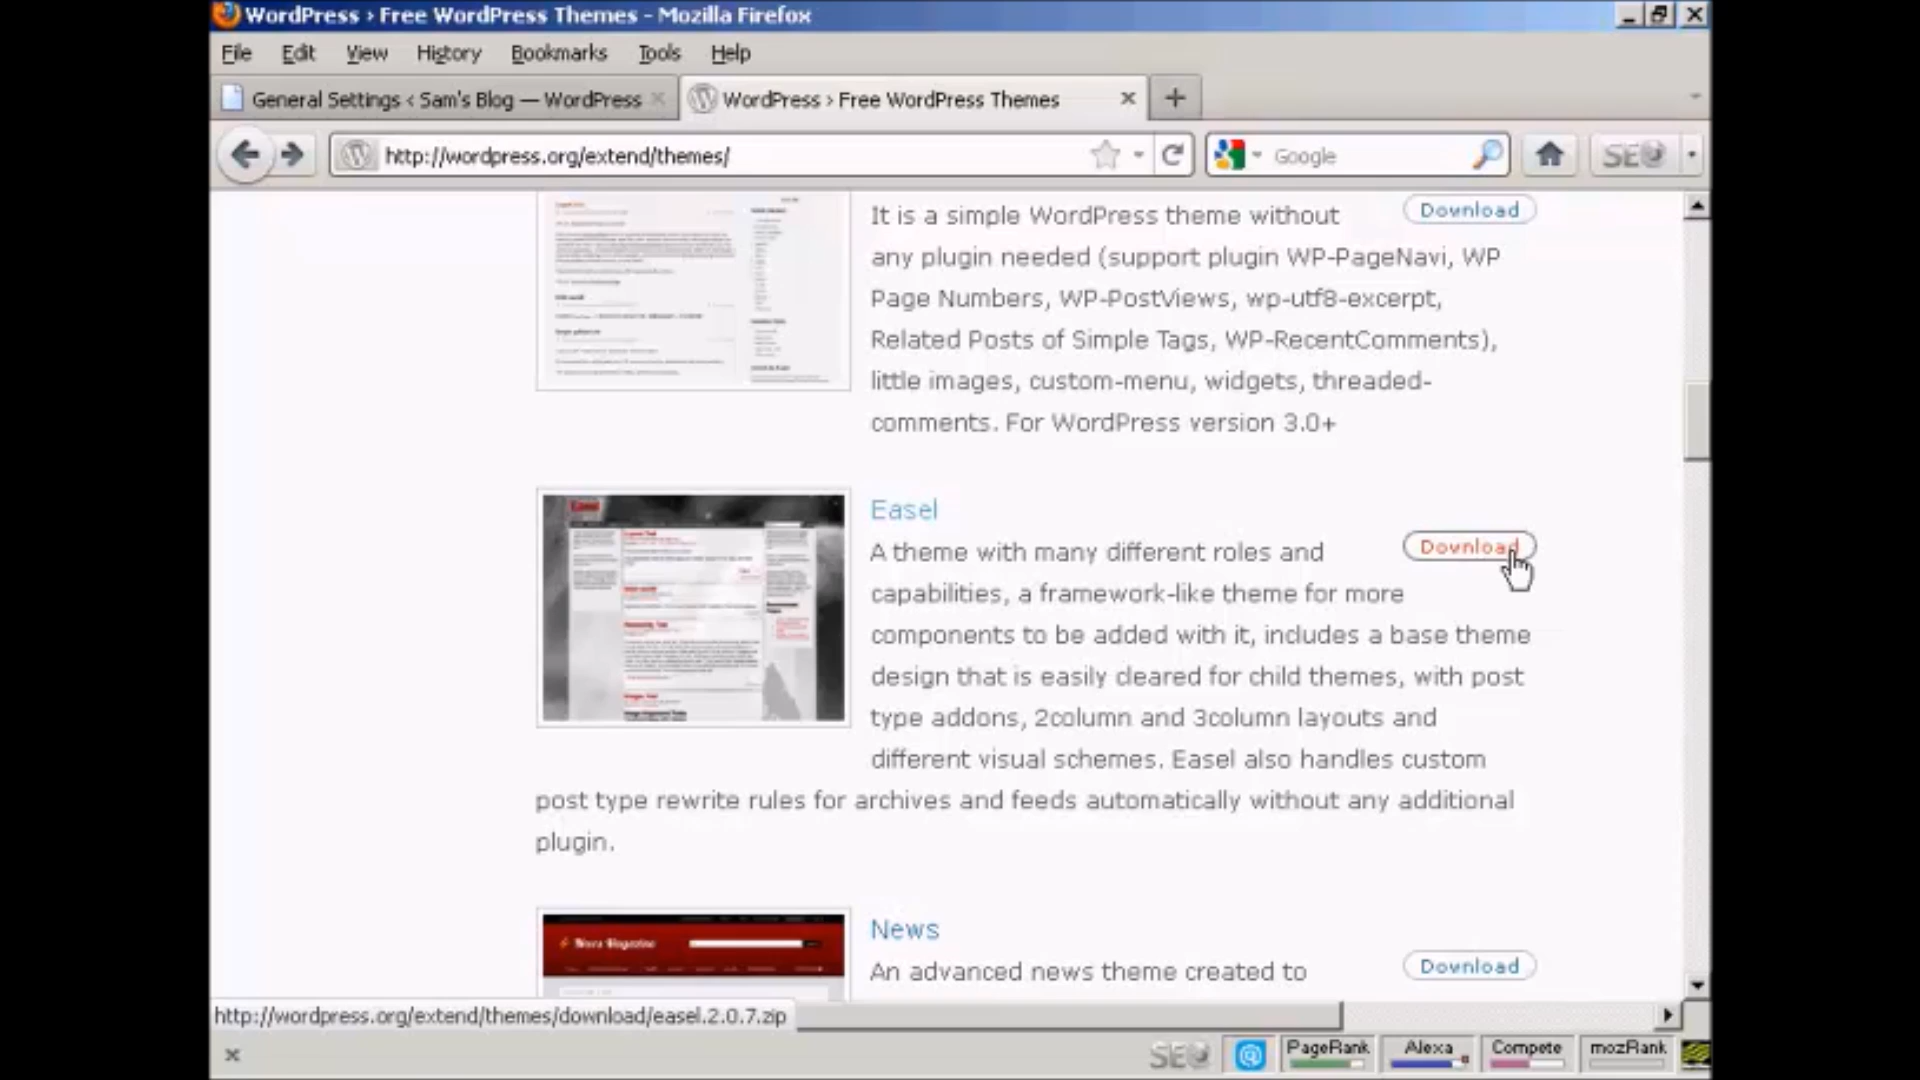 WordPress › Free WordPress Themes - Mozilla Firefox
File Edit View History Bookmarks Tools Help
General Settings ‹ Sam's Blog — WordPress
WordPress › Free WordPress Themes
http://wordpress.org/extend/themes/
Google
SEO
It is a simple WordPress theme without
Download
any plugin needed (support plugin WP-PageNavi, WP
Page Numbers, WP-PostViews, wp-utf8-excerpt,
Related Posts of Simple Tags, WP-RecentComments),
little images, custom-menu, widgets, threaded-
comments. For WordPress version 3.0+
Easel
A theme with many different roles and
Download
capabilities, a framework-like theme for more
components to be added with it, includes a base theme
design that is easily cleared for child themes, with post
type addons, 2column and 3column layouts and
different visual schemes. Easel also handles custom
post type rewrite rules for archives and feeds automatically without any additional
plugin.
News Magazine
News
An advanced news theme created to
Download
http://wordpress.org/extend/themes/download/easel.2.0.7.zip
SEO
PageRank
Alexa
Compete
mozRank